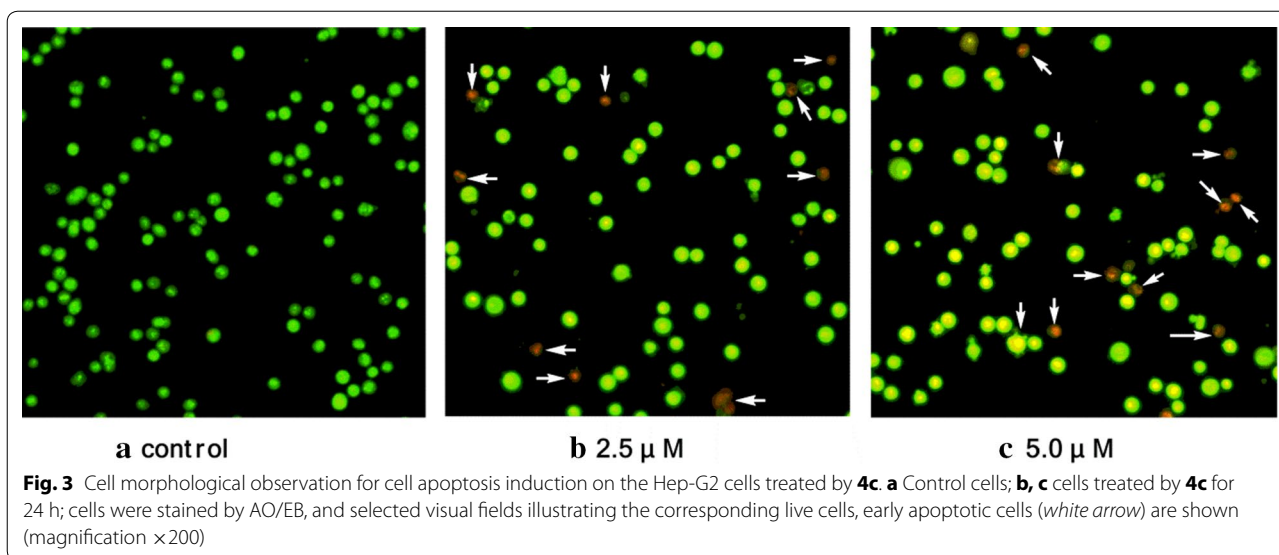 a control b 2.5 μ M c 5.0 μ M
Fig. 3 Cell morphological observation for cell apoptosis induction on the Hep-G2 cells treated by 4c. a Control cells; b, c cells treated by 4c for
24 h; cells were stained by AO/EB, and selected visual fields illustrating the corresponding live cells, early apoptotic cells (white arrow) are shown
(magnification ×200)